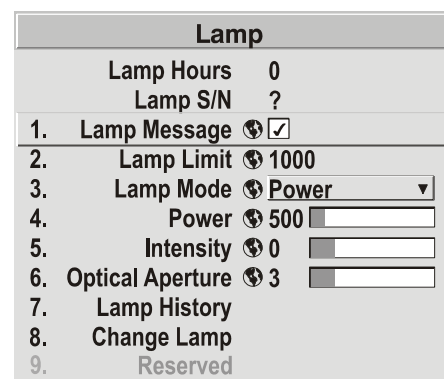 Lamp
Lamp Hours 0
Lamp S/N ?
1. Lamp Message
2. Lamp Limit 1000
3. Lamp Mode Power
4. Power 500
5. Intensity 0
6. Optical Aperture 3
7. Lamp History
8. Change Lamp
9. Reserved